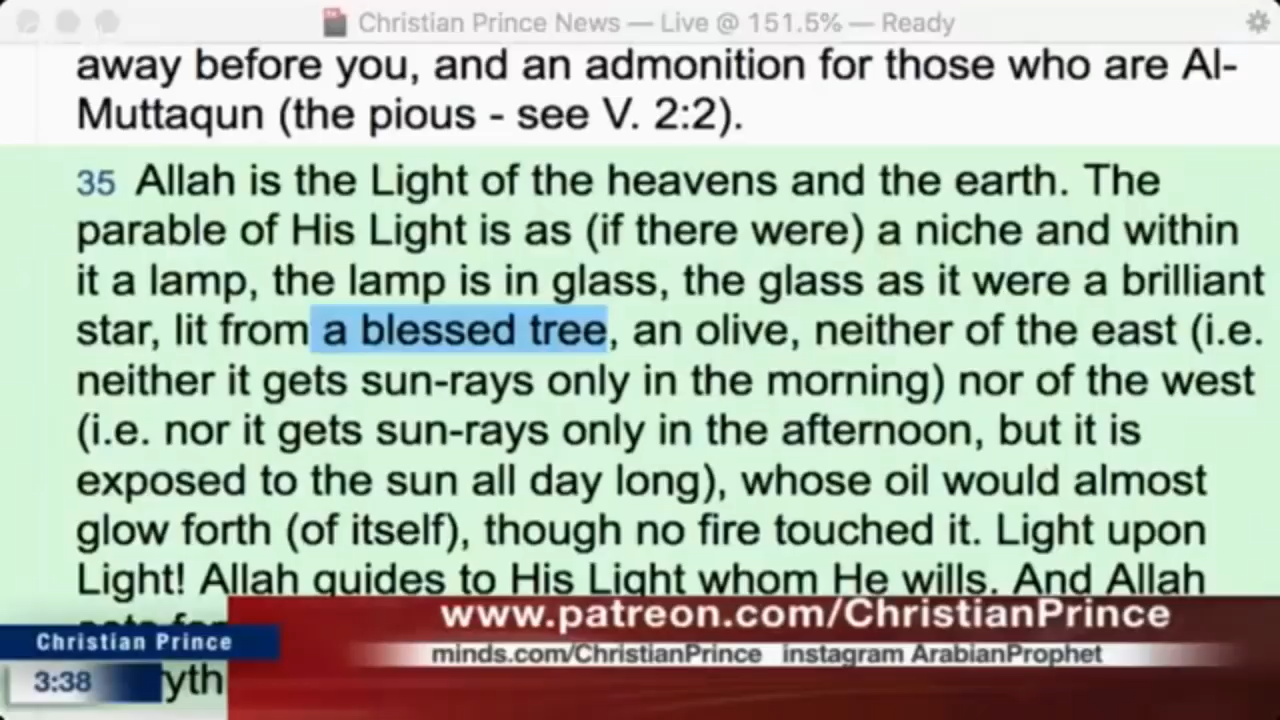 Christian Prince News — Live @ 151.5% — Ready
away before you, and an admonition for those who are Al-
Muttaqun (the pious - see V. 2:2).
35 Allah is the Light of the heavens and the earth. The
parable of His Light is as (if there were) a niche and within
it a lamp, the lamp is in glass, the glass as it were a brilliant
star, lit from a blessed tree, an olive, neither of the east (i.e.
neither it gets sun-rays only in the morning) nor of the west
(i.e. nor it gets sun-rays only in the afternoon, but it is
exposed to the sun all day long), whose oil would almost
glow forth (of itself), though no fire touched it. Light upon
Light! Allah guides to His Light whom He wills. And Allah
www.patreon.com/ChristianPrince
Christian Prince
minds.com/ChristianPrince instagram ArabianProphet
3:38